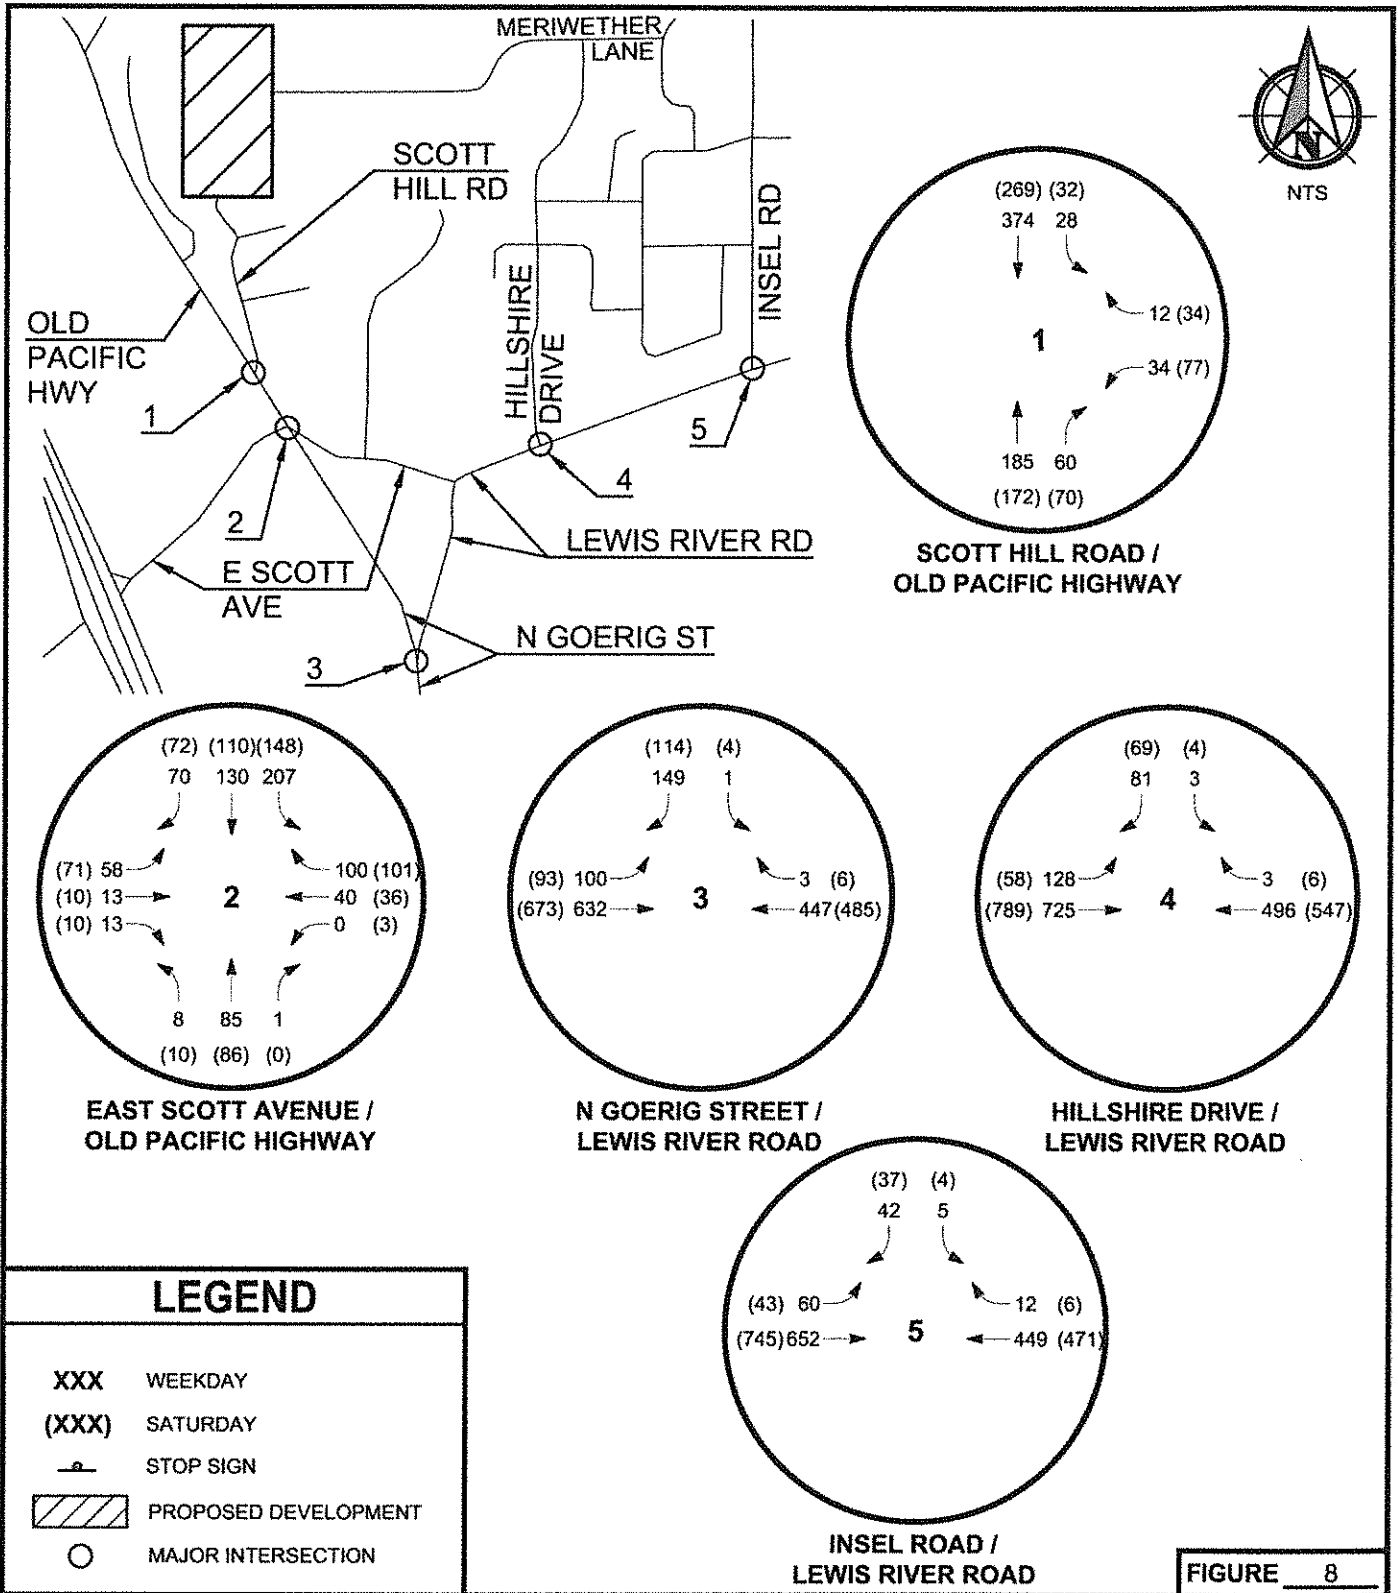 MERIWETHER
LANE
SCOTT
HILL RD
INSEL RD
HILLSHIRE
DRIVE
OLD
PACIFIC
HWY
1
2
3
4
5
E SCOTT
AVE
LEWIS RIVER RD
N GOERIG ST
N
NTS
(269) (32)
374 28
12 (34)
1
34 (77)
185 60
(172) (70)
SCOTT HILL ROAD /
OLD PACIFIC HIGHWAY
(72) (110) (148)
70 130 207
(71) 58 100 (101)
(10) 13 2 40 (36)
(10) 13 0 (3)
8 85 1
(10) (86) (0)
EAST SCOTT AVENUE /
OLD PACIFIC HIGHWAY
(114) (4)
149 1
(93) 100 3 (6)
3
(673) 632 447 (485)
N GOERIG STREET /
LEWIS RIVER ROAD
(69) (4)
81 3
(58) 128 3 (6)
4
(789) 725 496 (547)
HILLSHIRE DRIVE /
LEWIS RIVER ROAD
(37) (4)
42 5
(43) 60 12 (6)
5
(745) 652 449 (471)
INSEL ROAD /
LEWIS RIVER ROAD
LEGEND
XXX WEEKDAY
(XXX) SATURDAY
STOP SIGN
PROPOSED DEVELOPMENT
MAJOR INTERSECTION
FIGURE 8